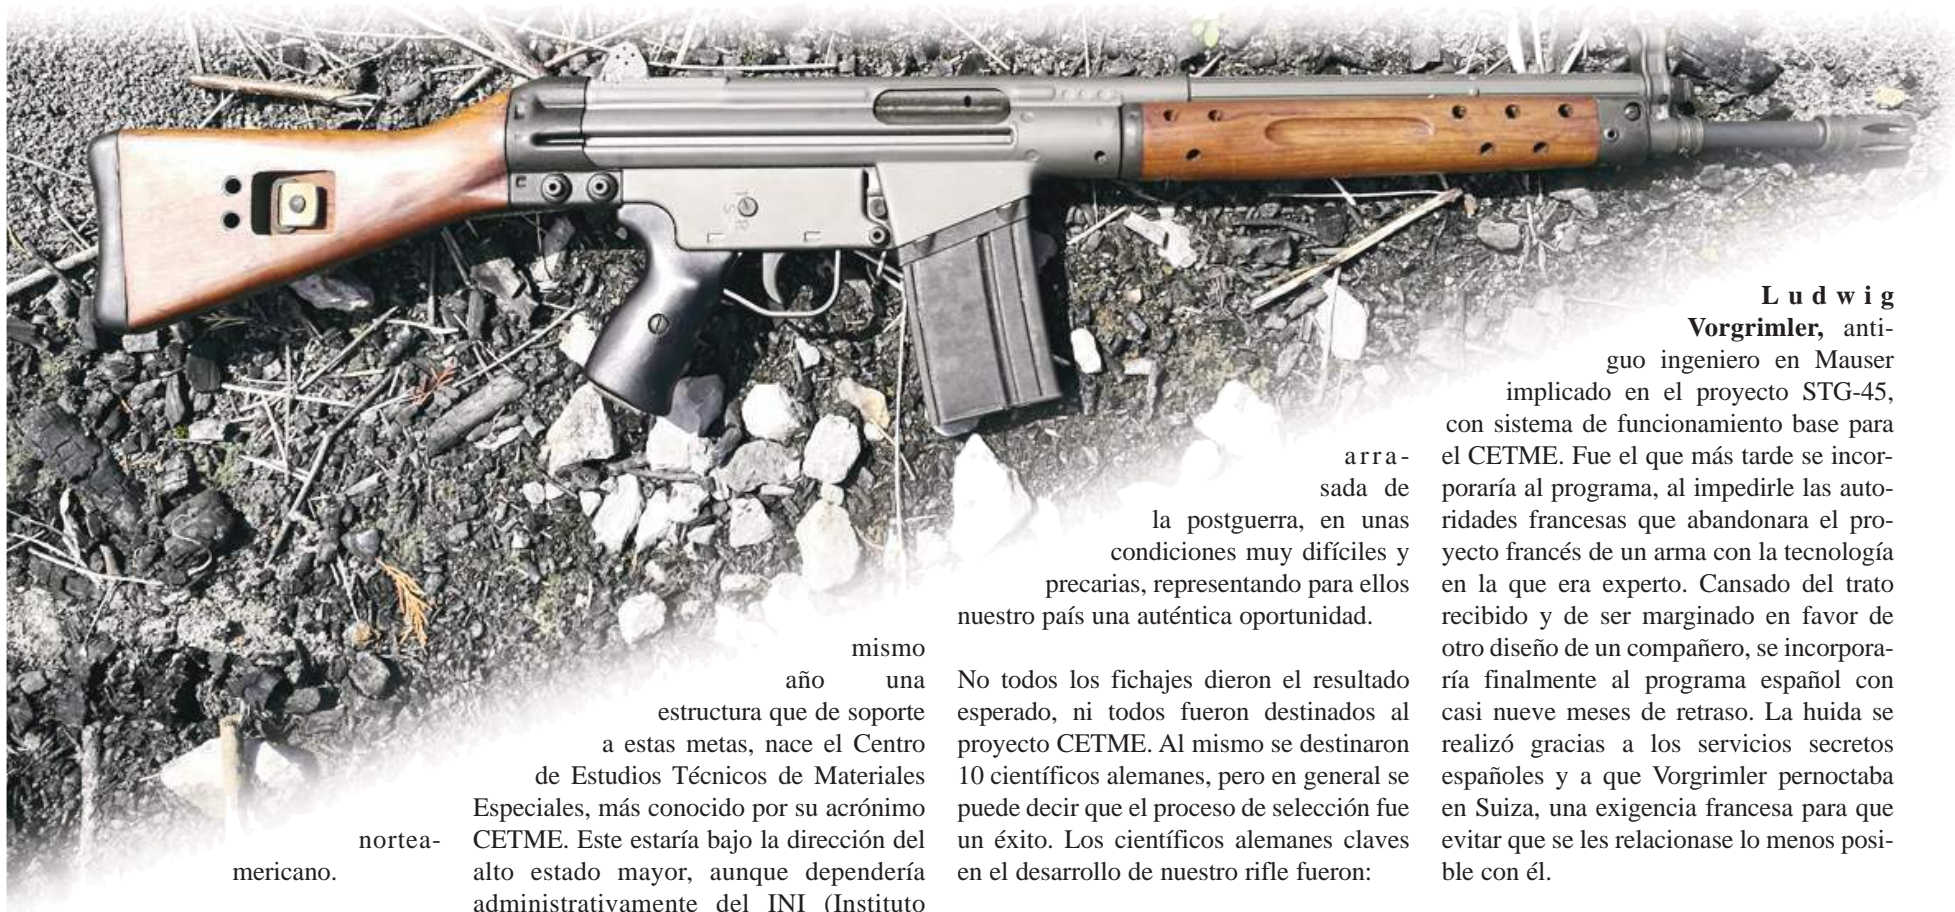 nortea-
mericano.
mismo
año una
estructura que de soporte
a estas metas, nace el Centro
de Estudios Técnicos de Materiales
Especiales, más conocido por su acrónimo
CETME. Este estaría bajo la dirección del
alto estado mayor, aunque dependería
administrativamente del INI (Instituto
arra-
sada de
la postguerra, en unas
condiciones muy difíciles y
precarias, representando para ellos
nuestro país una auténtica oportunidad.
No todos los fichajes dieron el resultado
esperado, ni todos fueron destinados al
proyecto CETME. Al mismo se destinaron
10 científicos alemanes, pero en general se
puede decir que el proceso de selección fue
un éxito. Los científicos alemanes claves
en el desarrollo de nuestro rifle fueron:
Ludwig
Vorgrimler, anti-
guo ingeniero en Mauser
implicado en el proyecto STG-45,
con sistema de funcionamiento base para
el CETME. Fue el que más tarde se incor-
poraría al programa, al impedirle las auto-
ridades francesas que abandonara el pro-
yecto francés de un arma con la tecnología
en la que era experto. Cansado del trato
recibido y de ser marginado en favor de
otro diseño de un compañero, se incorpora-
ría finalmente al programa español con
casi nueve meses de retraso. La huida se
realizó gracias a los servicios secretos
españoles y a que Vorgrimler pernoctaba
en Suiza, una exigencia francesa para que
evitar que se les relacionase lo menos posi-
ble con él.